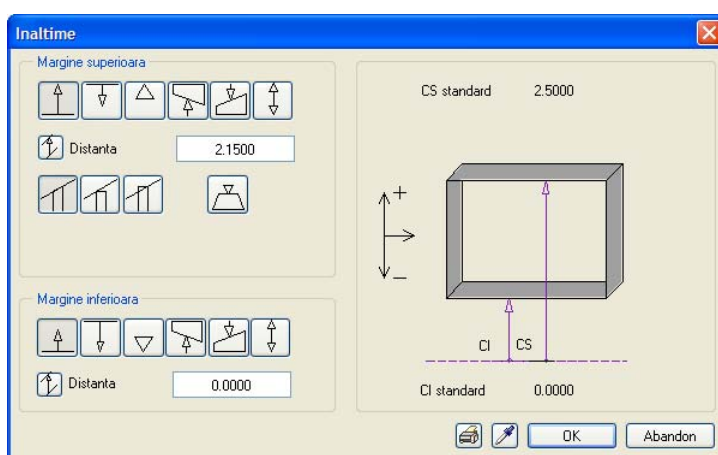 Inaltime
Margine superioara
Distanta 2.1500
Margine inferioara
Distanta 0.0000
CS standard 2.5000
+
−
CI CS
CI standard 0.0000
OK Abandon